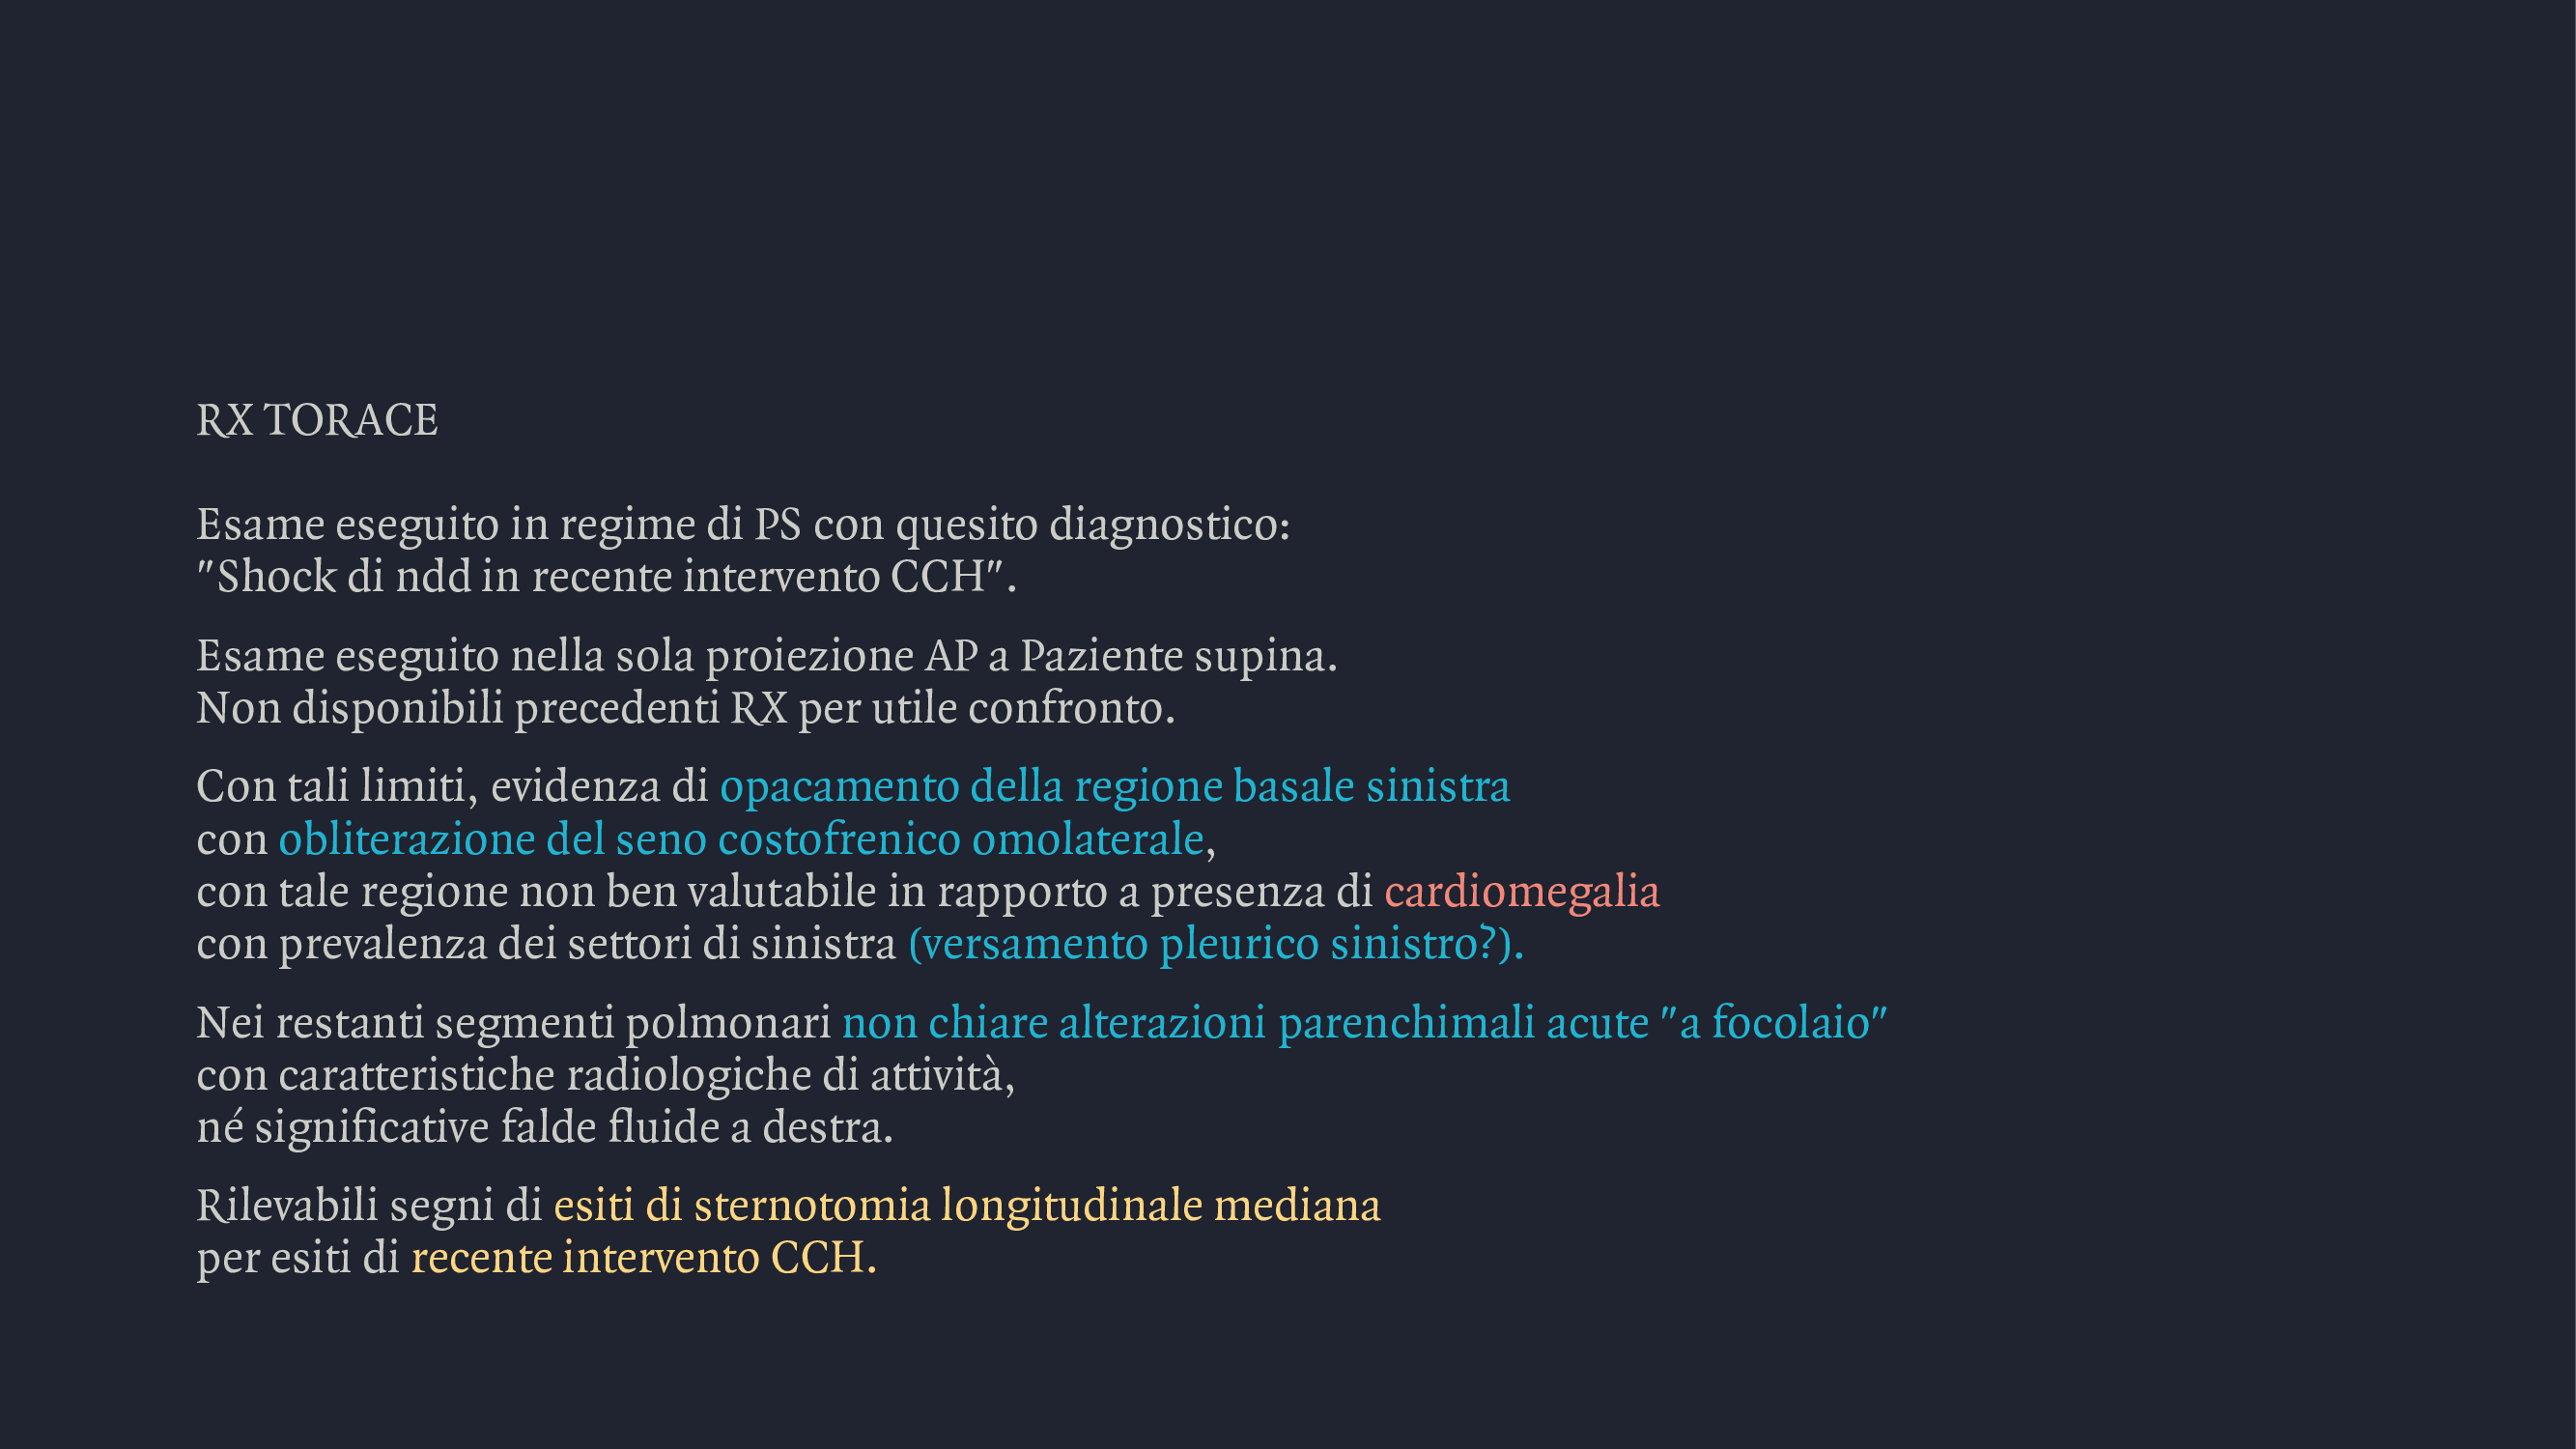 RX TORACE
Esame eseguito in regime di PS con quesito diagnostico:
"Shock di ndd in recente intervento CCH".
Esame eseguito nella sola proiezione AP a Paziente supina.
Non disponibili precedenti RX per utile confronto.
Con tali limiti, evidenza di opacamento della regione basale sinistra
con obliterazione del seno costofrenico omolaterale,
con tale regione non ben valutabile in rapporto a presenza di cardiomegalia
con prevalenza dei settori di sinistra (versamento pleurico sinistro?).
Nei restanti segmenti polmonari non chiare alterazioni parenchimali acute "a focolaio"
con caratteristiche radiologiche di attività,
né significative falde fluide a destra.
Rilevabili segni di esiti di sternotomia longitudinale mediana
per esiti di recente intervento CCH.